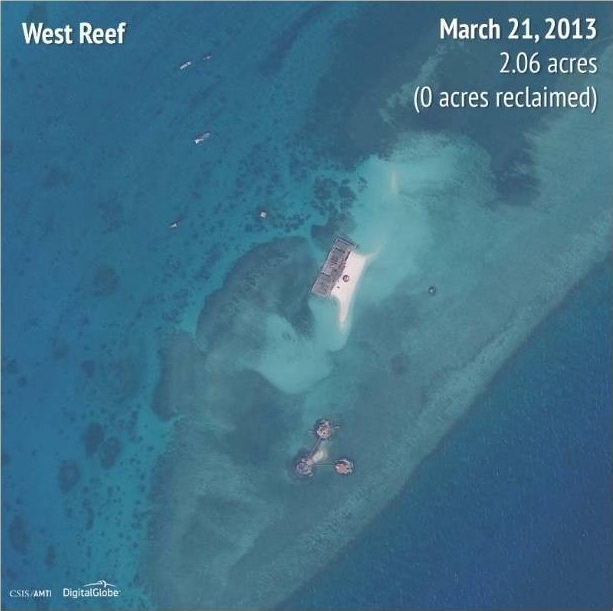 West Reef
March 21, 2013
2.06 acres
(0 acres reclaimed)
CSIS/AMTI
DigitalGlobe